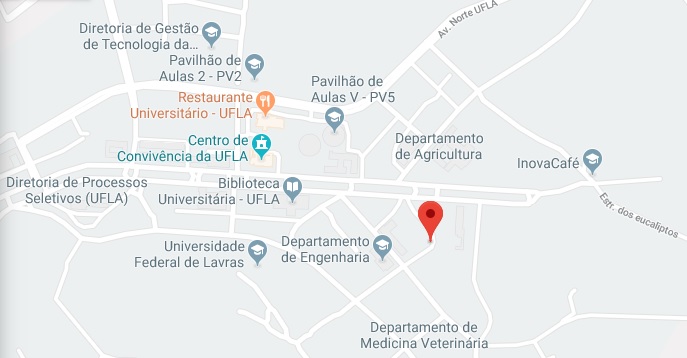 Diretoria de Gestão
de Tecnologia da...
Av. Norte UFLA
Pavilhão de
Aulas 2 - PV2
Pavilhão de
Aulas V - PV5
Restaurante
Universitário - UFLA
Centro de
Convivência da UFLA
Departamento
de Agricultura
InovaCafé
Diretoria de Processos
Seletivos (UFLA)
Biblioteca
Universitária - UFLA
Estr. dos eucaliptos
Universidade
Federal de Lavras
Departamento
de Engenharia
Departamento de
Medicina Veterinária